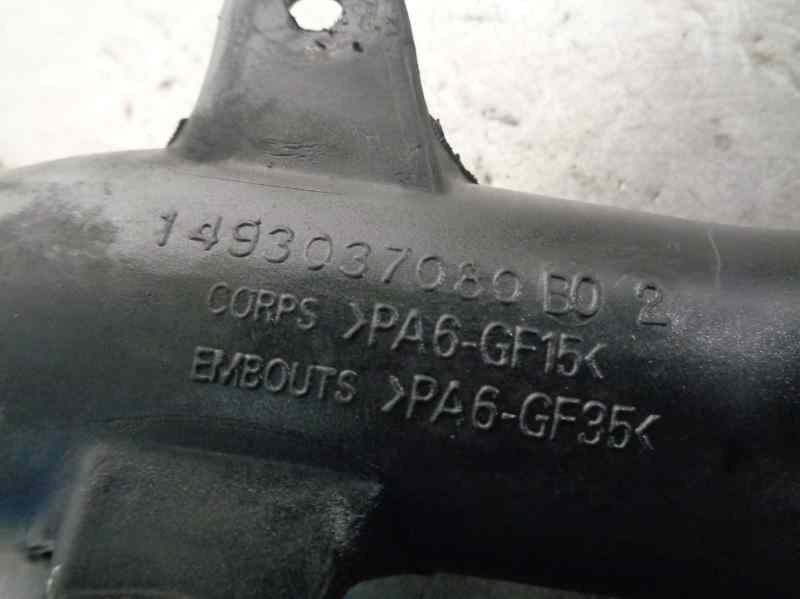 1493037080 B0 2
CORPS >PA6-GF15<
EMBOUTS >PA6-GF35<